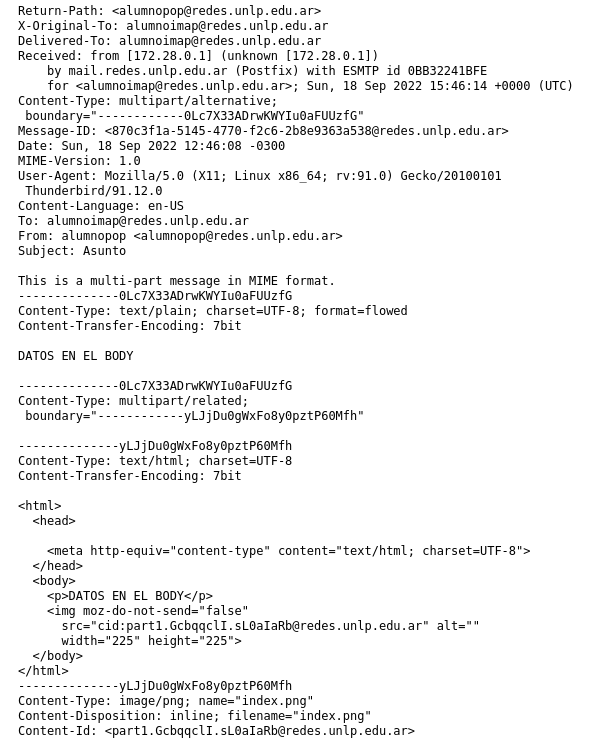 Return-Path: <alumnopop@redes.unlp.edu.ar>
X-Original-To: alumnoimap@redes.unlp.edu.ar
Delivered-To: alumnoimap@redes.unlp.edu.ar
Received: from [172.28.0.1] (unknown [172.28.0.1])
    by mail.redes.unlp.edu.ar (Postfix) with ESMTP id 0BB32241BFE
    for <alumnoimap@redes.unlp.edu.ar>; Sun, 18 Sep 2022 15:46:14 +0000 (UTC)
Content-Type: multipart/alternative;
 boundary="------------0Lc7X33ADrwKWYIu0aFUUzfG"
Message-ID: <870c3f1a-5145-4770-f2c6-2b8e9363a538@redes.unlp.edu.ar>
Date: Sun, 18 Sep 2022 12:46:08 -0300
MIME-Version: 1.0
User-Agent: Mozilla/5.0 (X11; Linux x86_64; rv:91.0) Gecko/20100101
 Thunderbird/91.12.0
Content-Language: en-US
To: alumnoimap@redes.unlp.edu.ar
From: alumnopop <alumnopop@redes.unlp.edu.ar>
Subject: Asunto

This is a multi-part message in MIME format.
--------------0Lc7X33ADrwKWYIu0aFUUzfG
Content-Type: text/plain; charset=UTF-8; format=flowed
Content-Transfer-Encoding: 7bit

DATOS EN EL BODY

--------------0Lc7X33ADrwKWYIu0aFUUzfG
Content-Type: multipart/related;
 boundary="------------yLJjDu0gWxFo8y0pztP60Mfh"

--------------yLJjDu0gWxFo8y0pztP60Mfh
Content-Type: text/html; charset=UTF-8
Content-Transfer-Encoding: 7bit

<html>
  <head>

    <meta http-equiv="content-type" content="text/html; charset=UTF-8">
  </head>
  <body>
    <p>DATOS EN EL BODY</p>
    <img moz-do-not-send="false"
      src="cid:part1.GcbqqclI.sL0aIaRb@redes.unlp.edu.ar" alt=""
      width="225" height="225">
  </body>
</html>
--------------yLJjDu0gWxFo8y0pztP60Mfh
Content-Type: image/png; name="index.png"
Content-Disposition: inline; filename="index.png"
Content-Id: <part1.GcbqqclI.sL0aIaRb@redes.unlp.edu.ar>